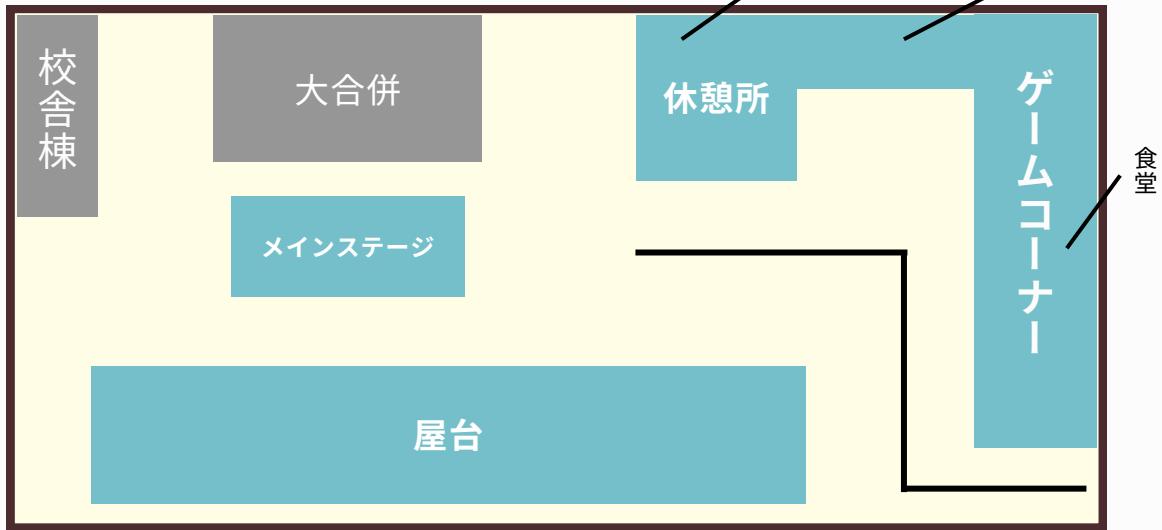 校舎棟
大合併
休憩所
ゲームコーナー
食堂
メインステージ
屋台